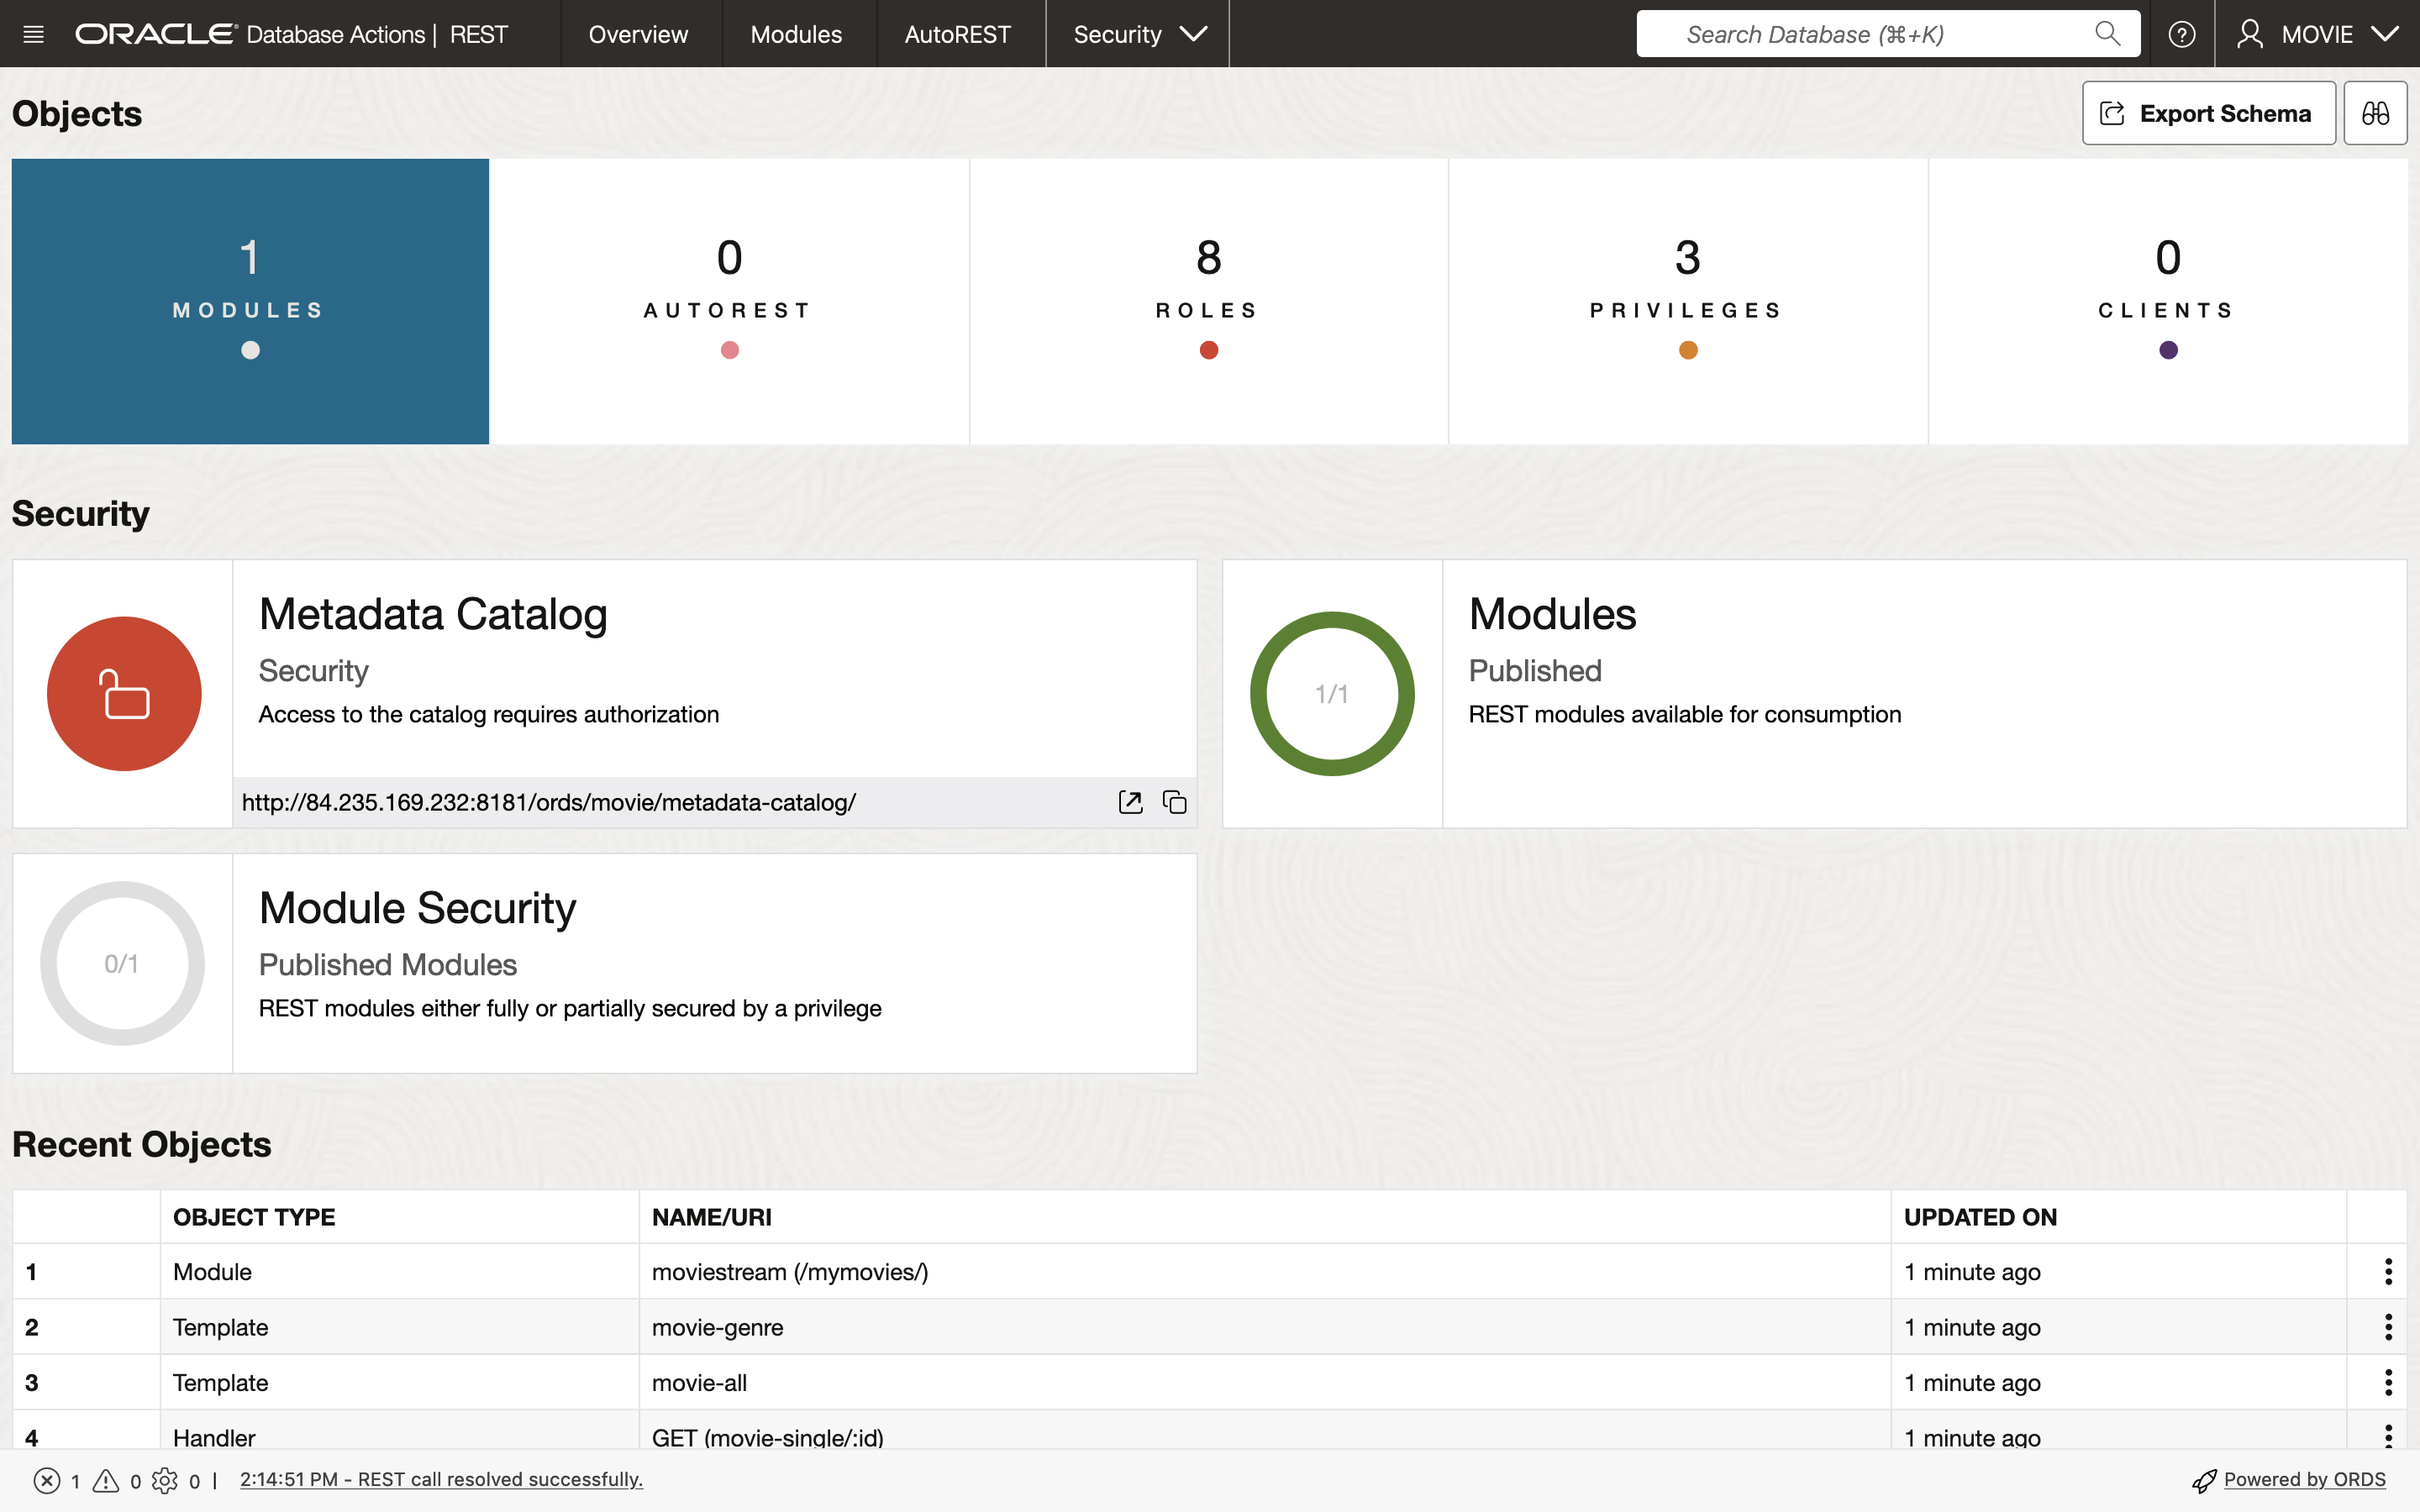 ORACLE Database Actions | REST
Overview
Modules
AutoREST
Security
Search Database (⌘+K)
MOVIE
Objects
Export Schema
1
MODULES
0
AUTOREST
8
ROLES
3
PRIVILEGES
0
CLIENTS
Security
Metadata Catalog
Security
Access to the catalog requires authorization
http://84.235.169.232:8181/ords/movie/metadata-catalog/
1/1
Modules
Published
REST modules available for consumption
0/1
Module Security
Published Modules
REST modules either fully or partially secured by a privilege
Recent Objects
OBJECT TYPE NAME/URI UPDATED ON
1 Module moviestream (/mymovies/) 1 minute ago
2 Template movie-genre 1 minute ago
3 Template movie-all 1 minute ago
4 Handler GET (movie-single/:id) 1 minute ago
1 0 0 | 2:14:51 PM - REST call resolved successfully.
Powered by ORDS